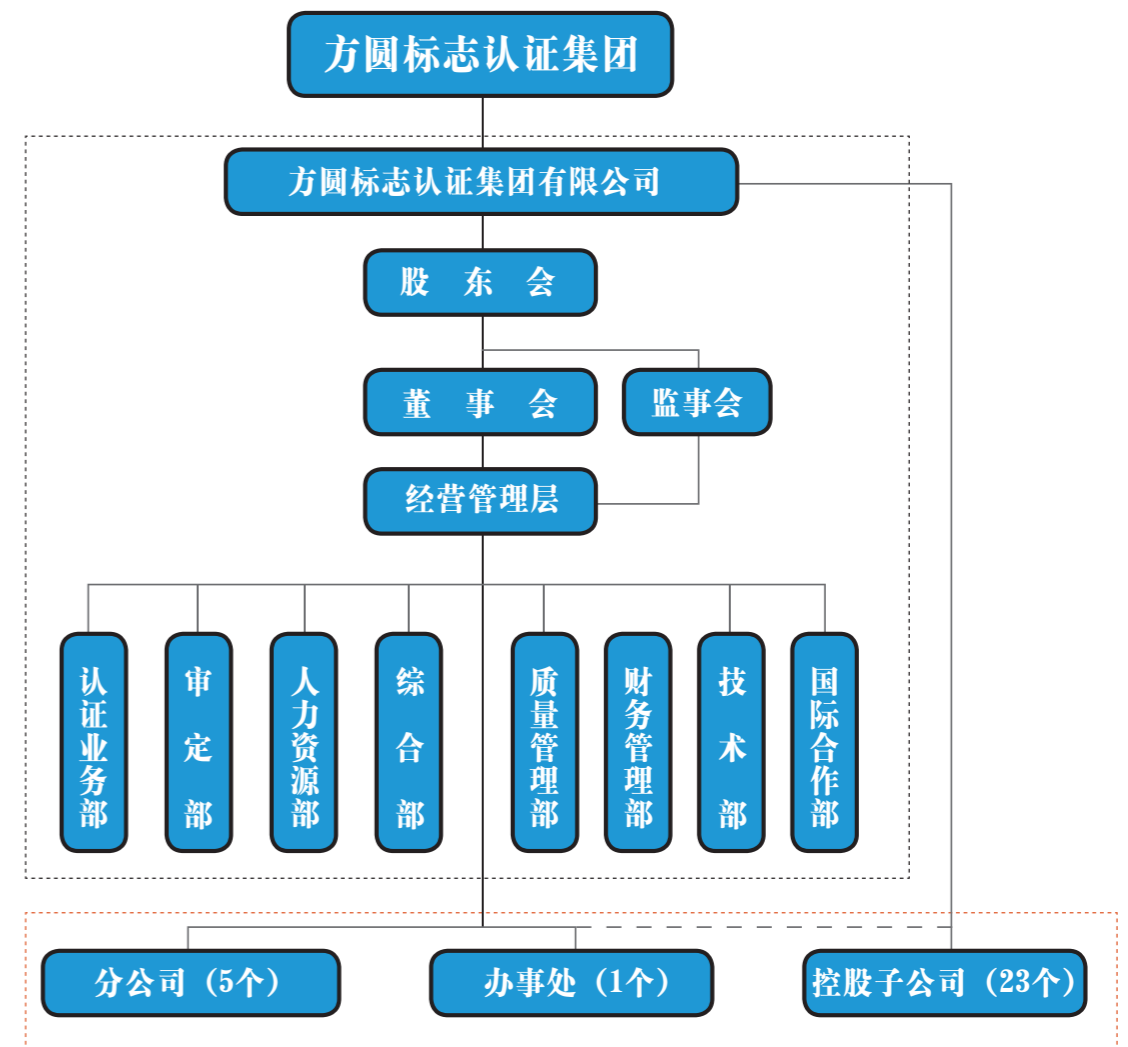 方圆标志认证集团
方圆标志认证集团有限公司
股 东 会
董 事 会
监事会
经营管理层
认证业务部
审定部
人力资源部
综合部
质量管理部
财务管理部
技术部
国际合作部
分公司（5个）
办事处（1个）
控股子公司（23个）